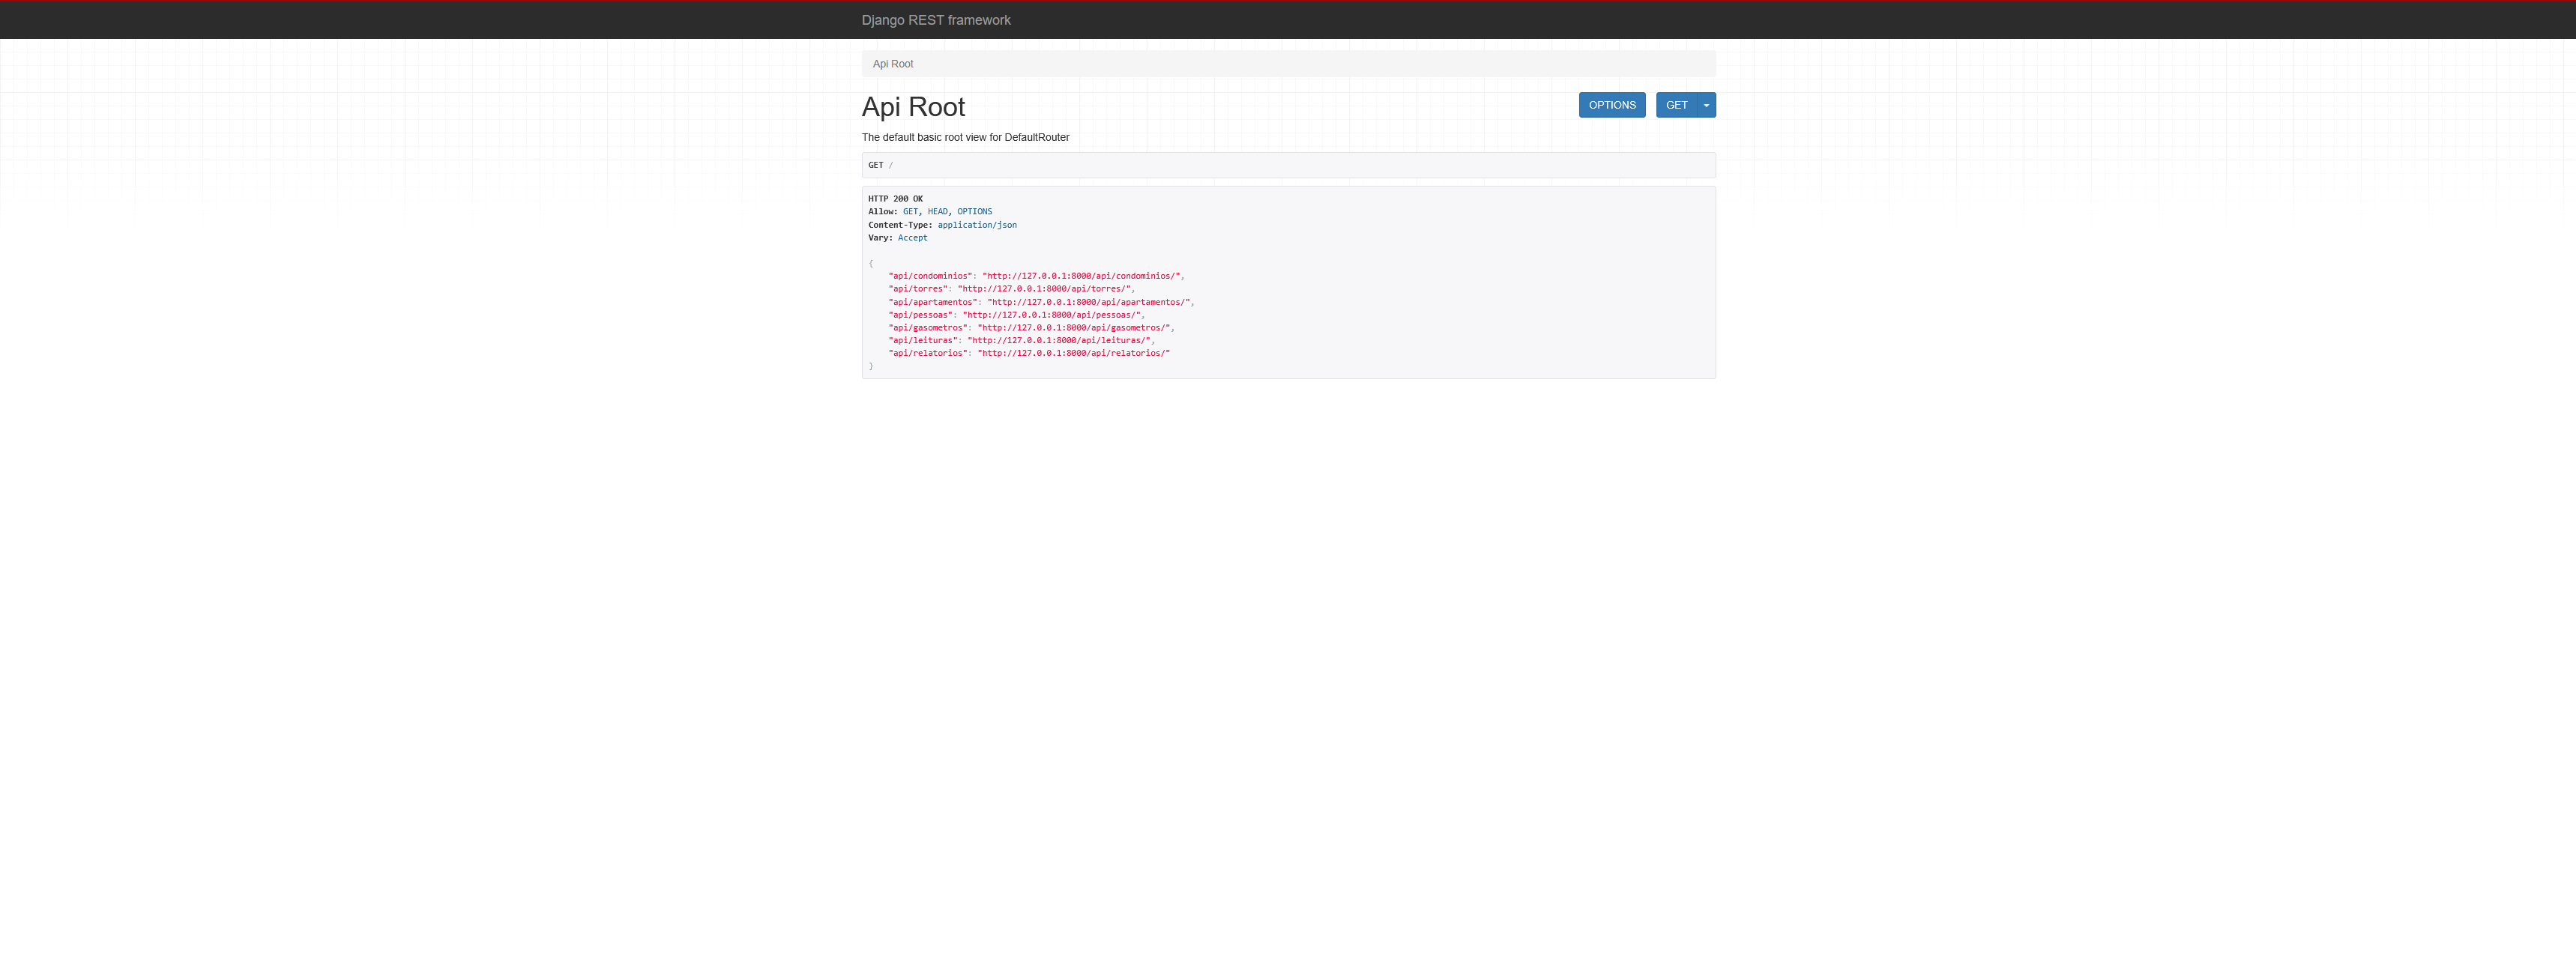 Django REST framework
Api Root
Api Root
OPTIONS
GET
The default basic root view for DefaultRouter
GET /
HTTP 200 OK
Allow: GET, HEAD, OPTIONS
Content-Type: application/json
Vary: Accept
{
    "api/condominios": "http://127.0.0.1:8000/api/condominios/",
    "api/torres": "http://127.0.0.1:8000/api/torres/",
    "api/apartamentos": "http://127.0.0.1:8000/api/apartamentos/",
    "api/pessoas": "http://127.0.0.1:8000/api/pessoas/",
    "api/gasometros": "http://127.0.0.1:8000/api/gasometros/",
    "api/leituras": "http://127.0.0.1:8000/api/leituras/",
    "api/relatorios": "http://127.0.0.1:8000/api/relatorios/"
}